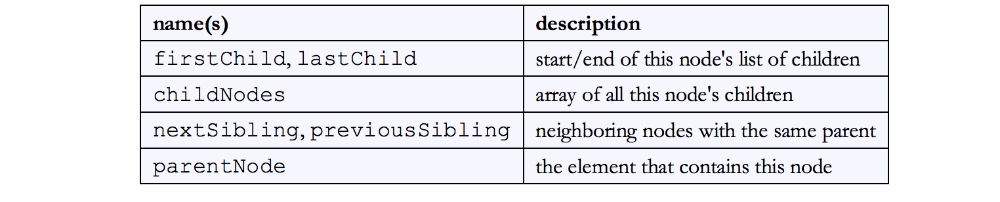 name(s) description
firstChild, lastChild start/end of this node's list of children
childNodes array of all this node's children
nextSibling, previousSibling neighboring nodes with the same parent
parentNode the element that contains this node